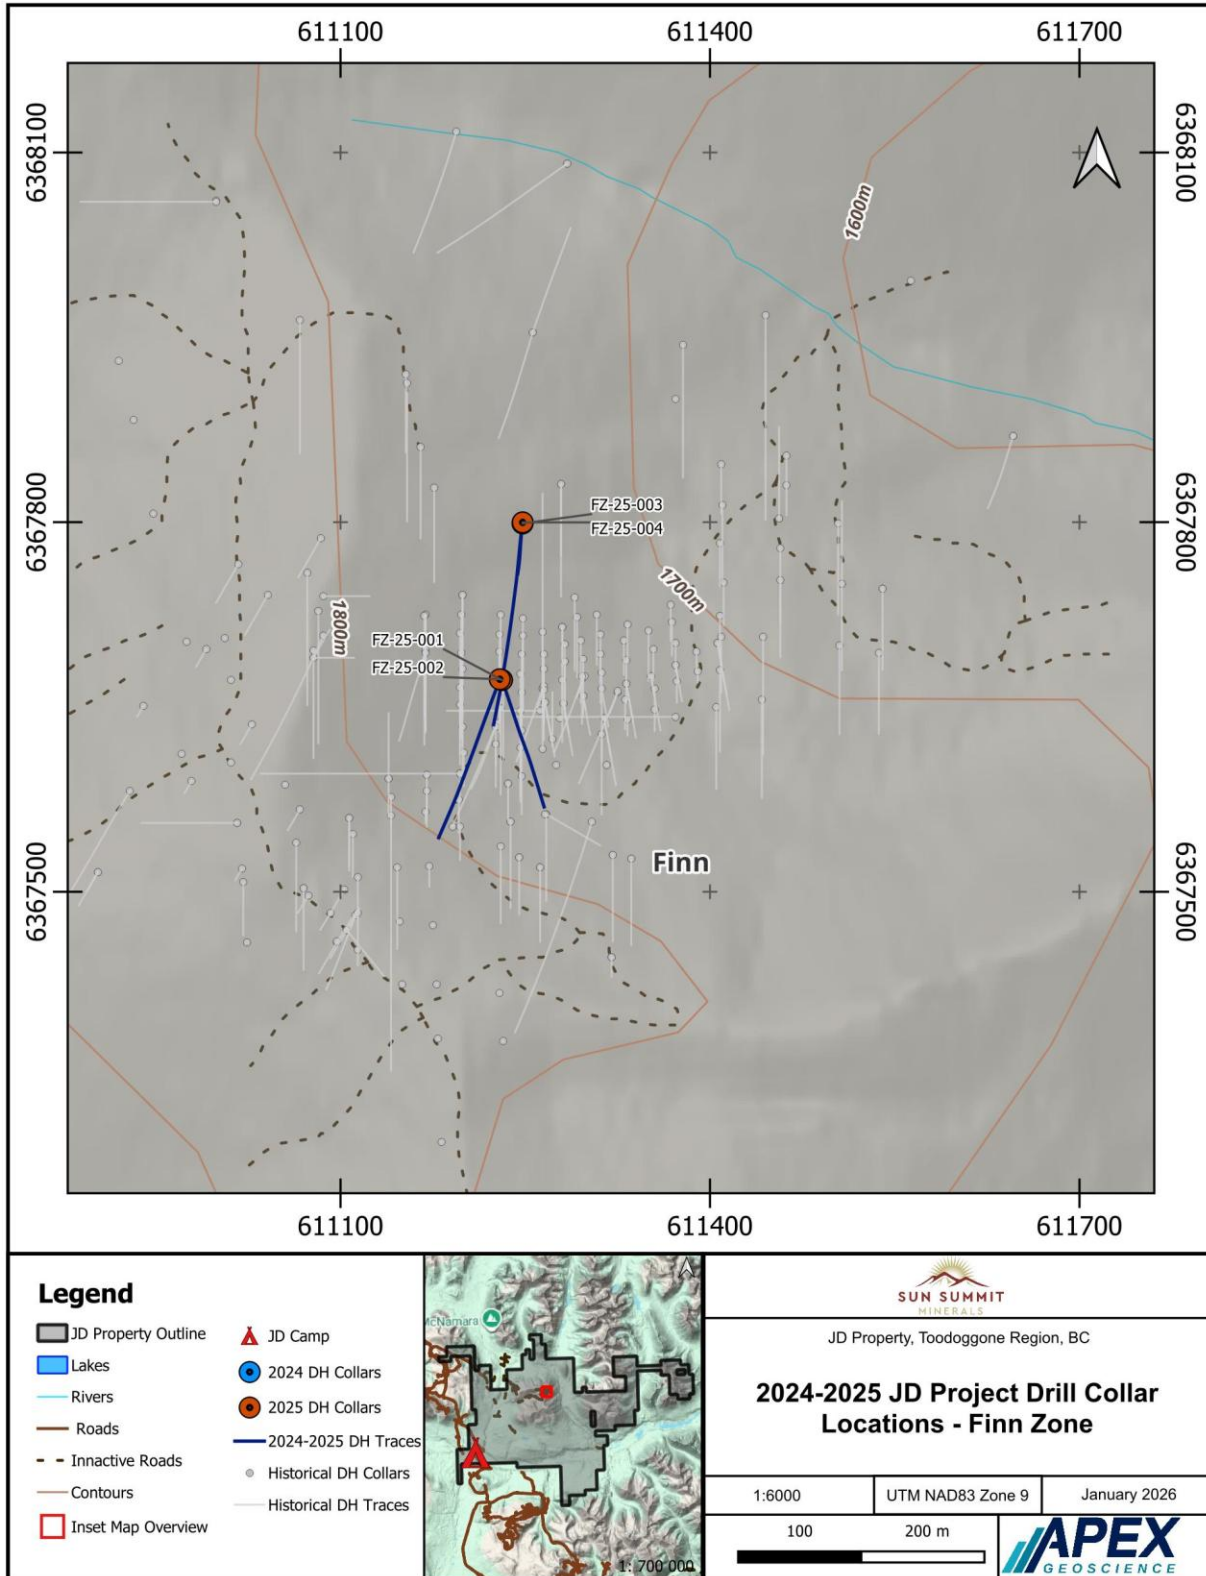 611100
611400
611700
6368100
6368100
1600m
FZ-25-003
FZ-25-004
6367800
6367800
1700m
1800m
FZ-25-001
FZ-25-002
Finn
6367500
6367500
611100
611400
611700
Legend
JD Property Outline
Lakes
Rivers
Roads
Innactive Roads
Contours
Inset Map Overview
JD Camp
2024 DH Collars
2025 DH Collars
2024-2025 DH Traces
Historical DH Collars
Historical DH Traces
McNamara
1: 700 000
SUN SUMMIT
MINERALS
JD Property, Toodoggone Region, BC
2024-2025 JD Project Drill Collar
Locations - Finn Zone
1:6000
UTM NAD83 Zone 9
January 2026
100
200 m
APEX
GEOSCIENCE